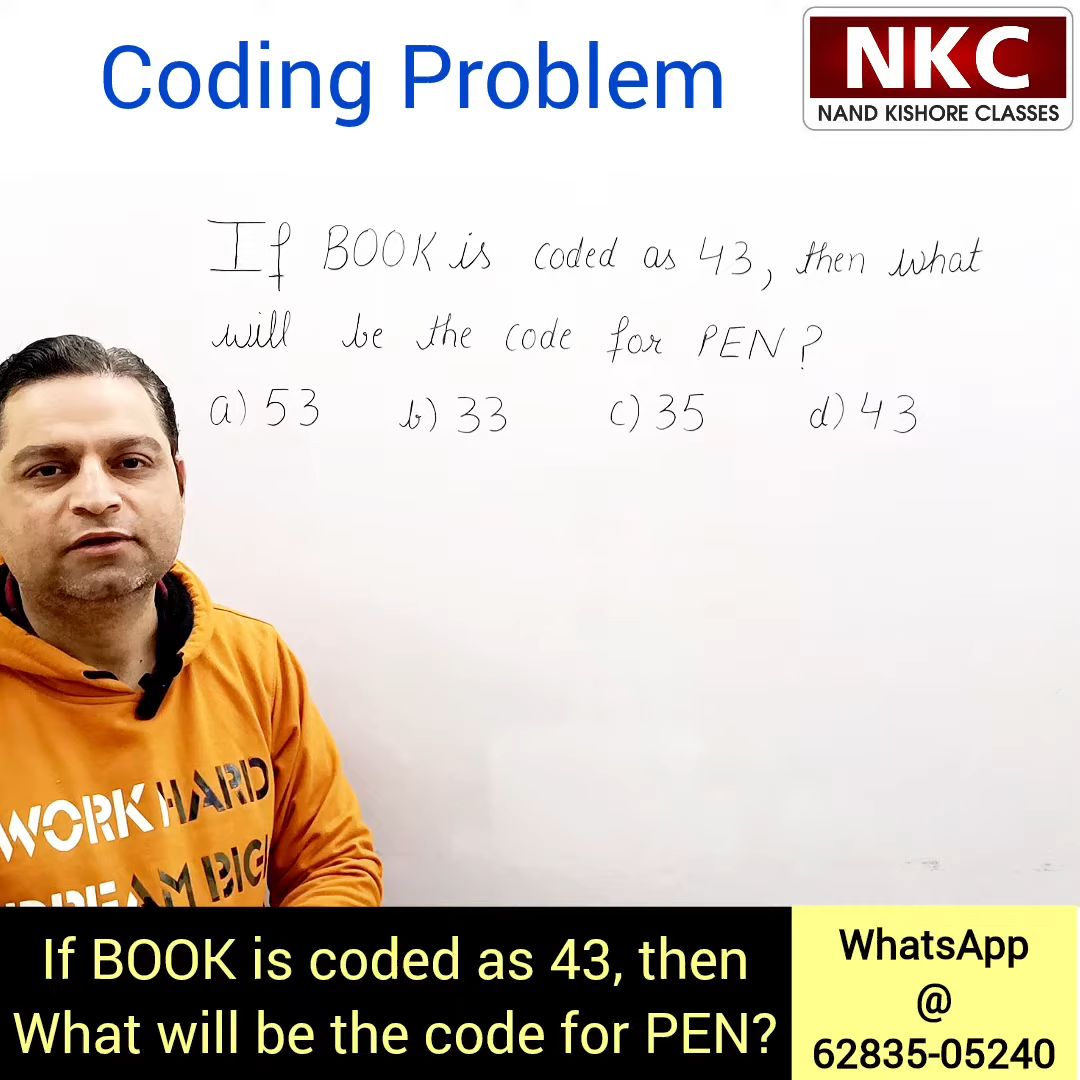 Coding Problem
NKC
NAND KISHORE CLASSES
If BOOK is coded as 43, then what
will be the code for PEN?
a) 53 b) 33 c) 35 d) 43
WORK HARD
DREAM BIG
If BOOK is coded as 43, then
What will be the code for PEN?
WhatsApp
@
62835-05240